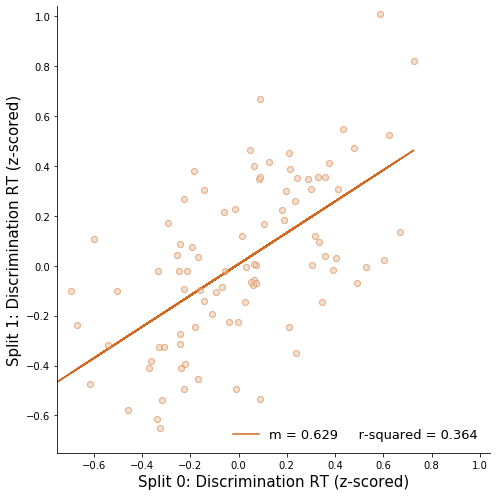 1.0
0.8
0.6
0.4
0.2
0.0
−0.2
−0.4
−0.6
Split 1: Discrimination RT (z-scored)
m = 0.629 r-squared = 0.364
−0.6 −0.4 −0.2 0.0 0.2 0.4 0.6 0.8 1.0
Split 0: Discrimination RT (z-scored)